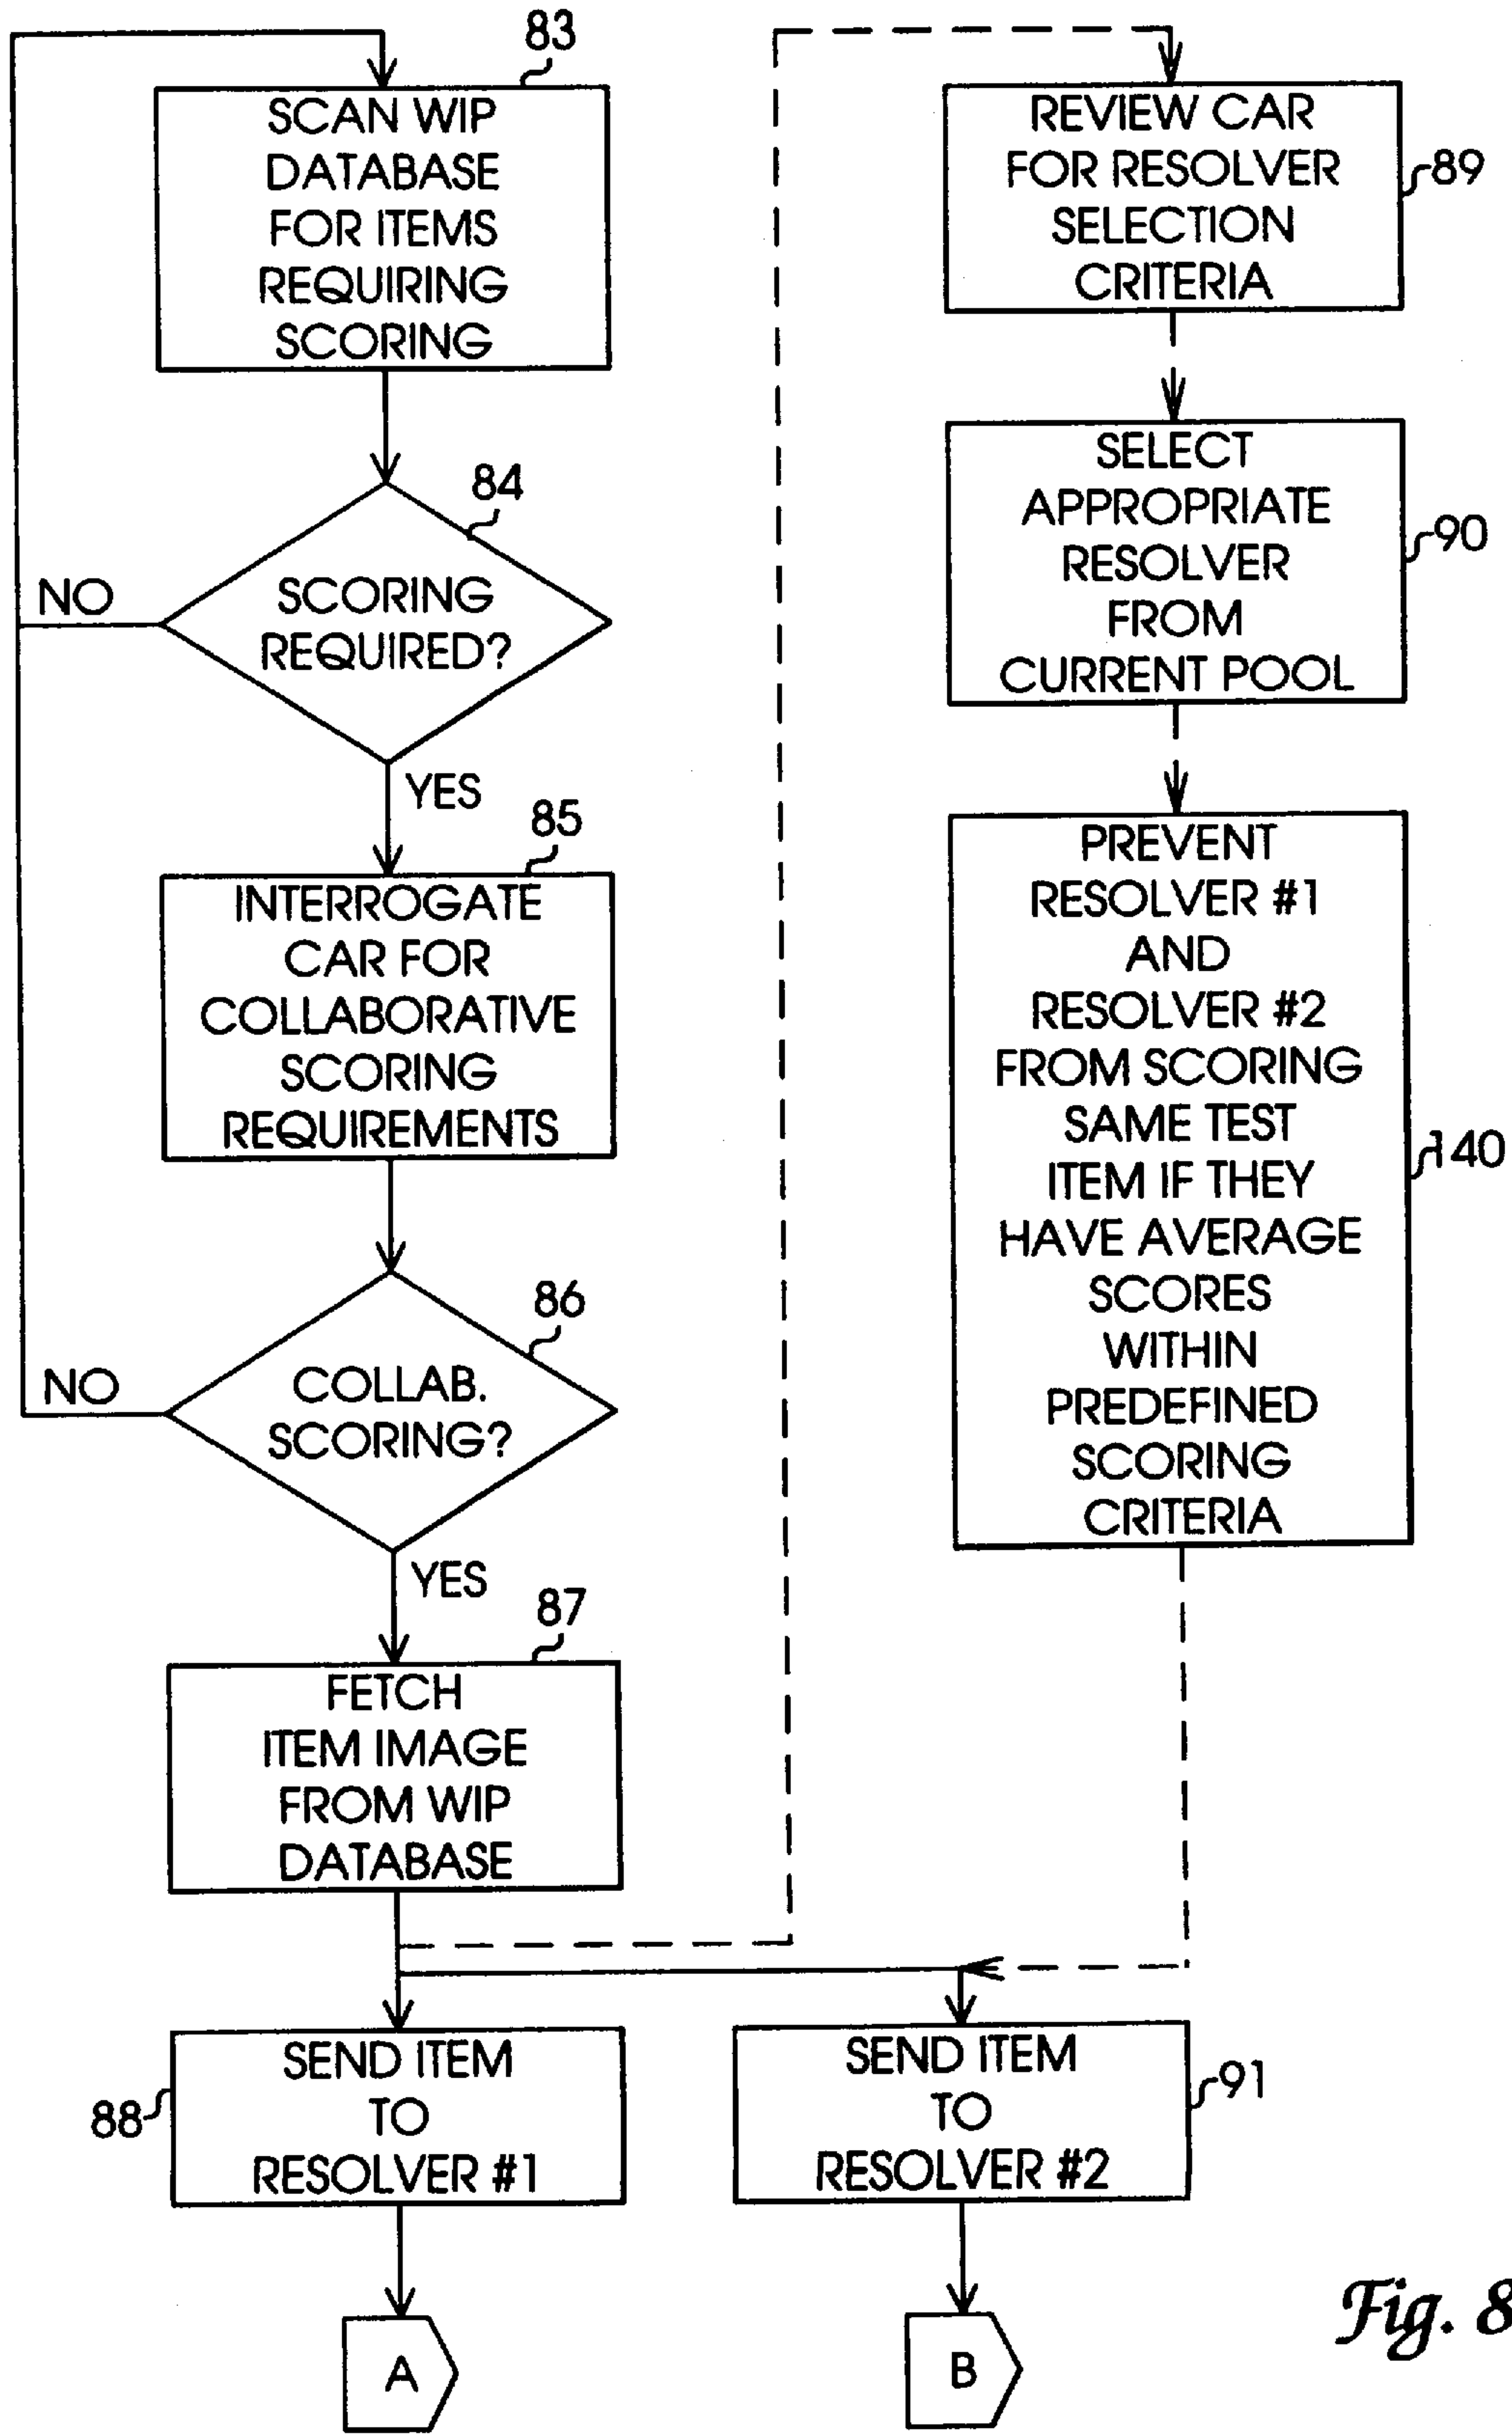 83
SCAN WIP
DATABASE
FOR ITEMS
REQUIRING
SCORING
84
SCORING
REQUIRED?
NO
YES
85
INTERROGATE
CAR FOR
COLLABORATIVE
SCORING
REQUIREMENTS
86
COLLAB.
SCORING?
NO
YES
87
FETCH
ITEM IMAGE
FROM WIP
DATABASE
88
SEND ITEM
TO
RESOLVER #1
A
REVIEW CAR
FOR RESOLVER
SELECTION
CRITERIA
89
SELECT
APPROPRIATE
RESOLVER
FROM
CURRENT POOL
90
PREVENT
RESOLVER #1
AND
RESOLVER #2
FROM SCORING
SAME TEST
ITEM IF THEY
HAVE AVERAGE
SCORES
WITHIN
PREDEFINED
SCORING
CRITERIA
140
SEND ITEM
TO
RESOLVER #2
91
B
Fig. 8